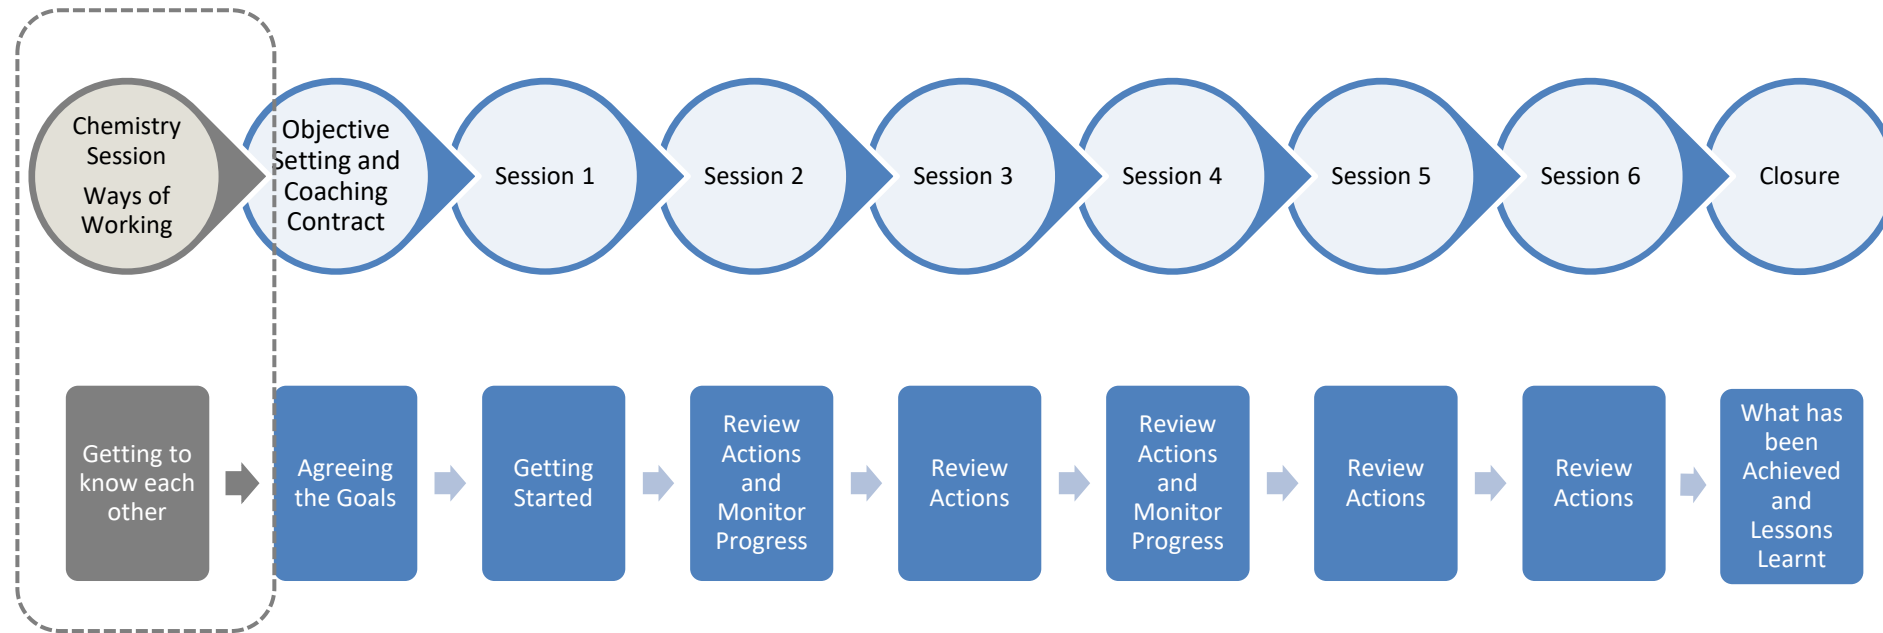 Chemistry
Session
Ways of
Working
Objective
Setting and
Coaching
Contract
Session 1
Session 2
Session 3
Session 4
Session 5
Session 6
Closure
Getting to
know each
other
Agreeing
the Goals
Getting
Started
Review
Actions
and
Monitor
Progress
Review
Actions
Review
Actions
and
Monitor
Progress
Review
Actions
Review
Actions
What has
been
Achieved
and
Lessons
Learnt